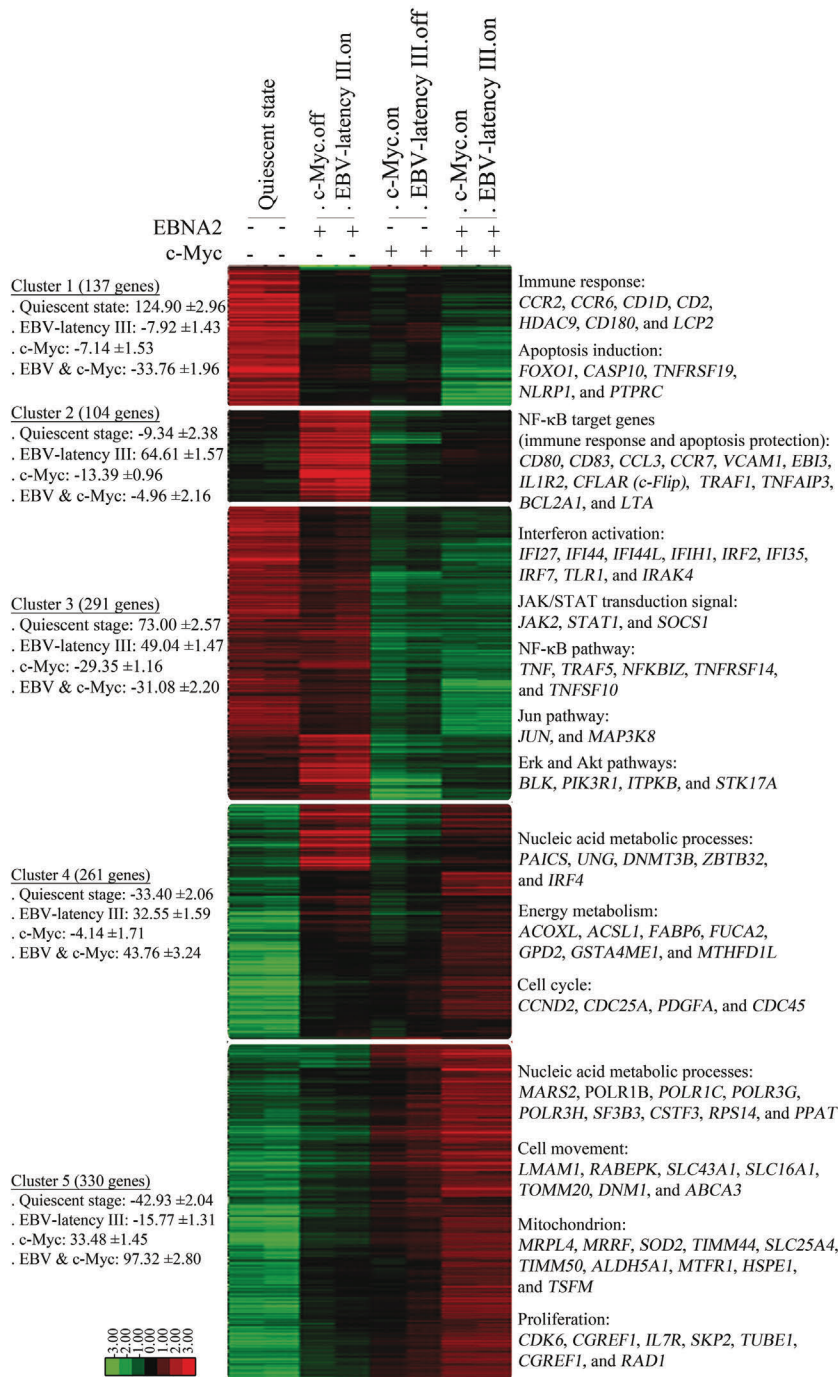 Quiescent state
. c-Myc.off
. EBV-latency III.on
. c-Myc.on
. EBV-latency III.off
. c-Myc.on
. EBV-latency III.on
EBNA2 - - + + - - + +
c-Myc - - - - + + + +
Cluster 1 (137 genes)
. Quiescent state: 124.90 ±2.96
. EBV-latency III: -7.92 ±1.43
. c-Myc: -7.14 ±1.53
. EBV & c-Myc: -33.76 ±1.96
Immune response:
CCR2, CCR6, CD1D, CD2,
HDAC9, CD180, and LCP2
Apoptosis induction:
FOXO1, CASP10, TNFRSF19,
NLRP1, and PTPRC
Cluster 2 (104 genes)
. Quiescent stage: -9.34 ±2.38
. EBV-latency III: 64.61 ±1.57
. c-Myc: -13.39 ±0.96
. EBV & c-Myc: -4.96 ±2.16
NF-κB target genes
(immune response and apoptosis protection):
CD80, CD83, CCL3, CCR7, VCAM1, EBI3,
IL1R2, CFLAR (c-Flip), TRAF1, TNFAIP3,
BCL2A1, and LTA
Cluster 3 (291 genes)
. Quiescent stage: 73.00 ±2.57
. EBV-latency III: 49.04 ±1.47
. c-Myc: -29.35 ±1.16
. EBV & c-Myc: -31.08 ±2.20
Interferon activation:
IFI27, IFI44, IFI44L, IFIH1, IRF2, IFI35,
IRF7, TLR1, and IRAK4
JAK/STAT transduction signal:
JAK2, STAT1, and SOCS1
NF-κB pathway:
TNF, TRAF5, NFKBIZ, TNFRSF14,
and TNFSF10
Jun pathway:
JUN, and MAP3K8
Erk and Akt pathways:
BLK, PIK3R1, ITPKB, and STK17A
Cluster 4 (261 genes)
. Quiescent stage: -33.40 ±2.06
. EBV-latency III: 32.55 ±1.59
. c-Myc: -4.14 ±1.71
. EBV & c-Myc: 43.76 ±3.24
Nucleic acid metabolic processes:
PAICS, UNG, DNMT3B, ZBTB32,
and IRF4
Energy metabolism:
ACOXL, ACSL1, FABP6, FUCA2,
GPD2, GSTA4ME1, and MTHFD1L
Cell cycle:
CCND2, CDC25A, PDGFA, and CDC45
Cluster 5 (330 genes)
. Quiescent stage: -42.93 ±2.04
. EBV-latency III: -15.77 ±1.31
. c-Myc: 33.48 ±1.45
. EBV & c-Myc: 97.32 ±2.80
Nucleic acid metabolic processes:
MARS2, POLR1B, POLR1C, POLR3G,
POLR3H, SF3B3, CSTF3, RPS14, and PPAT
Cell movement:
LMAM1, RABEPK, SLC43A1, SLC16A1,
TOMM20, DNM1, and ABCA3
Mitochondrion:
MRPL4, MRRF, SOD2, TIMM44, SLC25A4,
TIMM50, ALDH5A1, MTFR1, HSPE1,
and TSFM
Proliferation:
CDK6, CGREF1, IL7R, SKP2, TUBE1,
CGREF1, and RAD1
-3.00 -2.00 -1.00 0.00 1.00 2.00 3.00